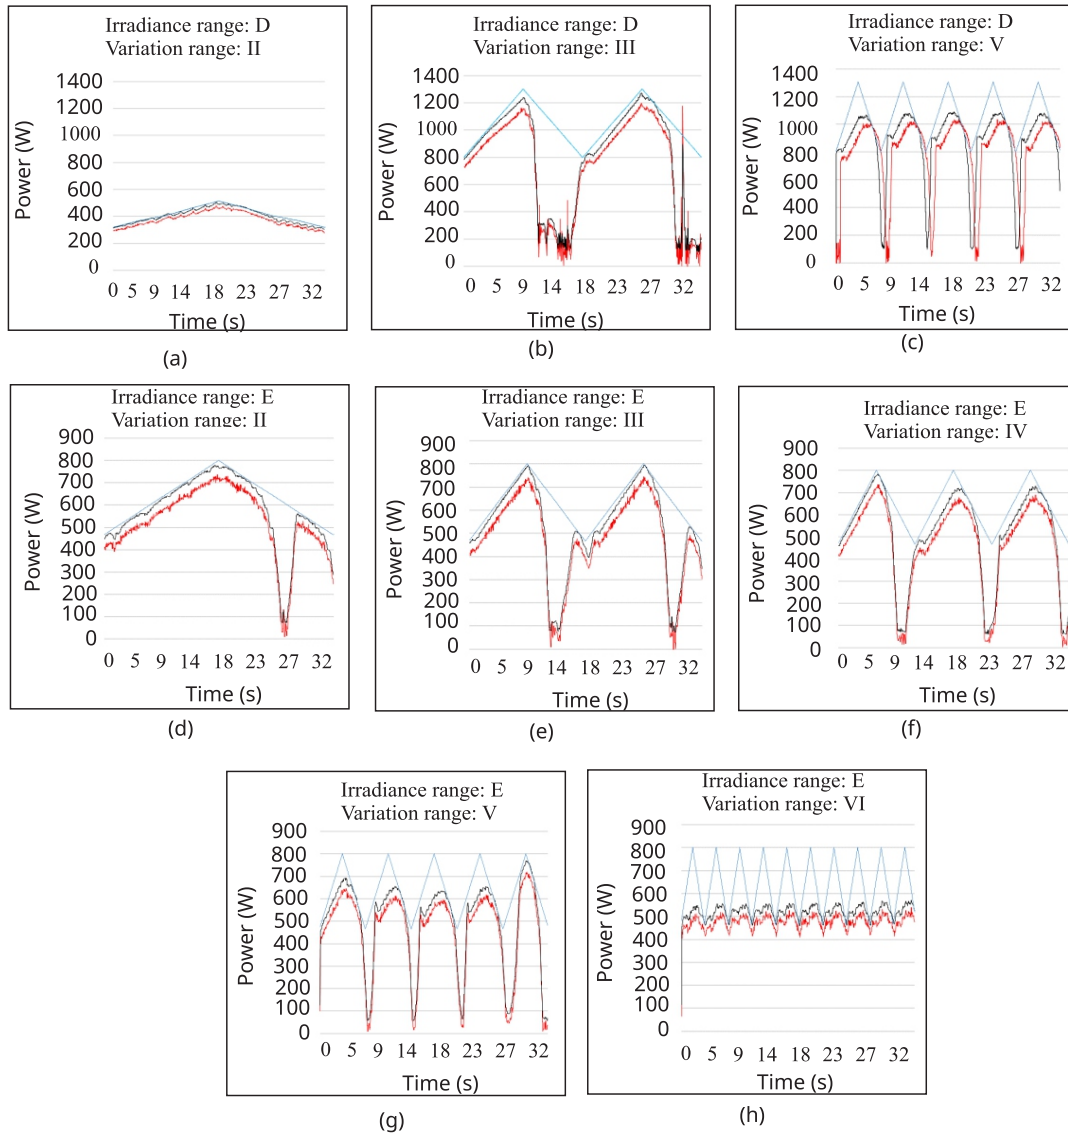 Irradiance range: D
Variation range: II
1400
1200
1000
800
600
400
200
0
Power (W)
0 5 9 14 18 23 27 32
Time (s)
(a)
Irradiance range: D
Variation range: III
1400
1200
1000
800
600
400
200
0
Power (W)
0 5 9 14 18 23 27 32
Time (s)
(b)
Irradiance range: D
Variation range: V
1400
1200
1000
800
600
400
200
0
Power (W)
0 5 9 14 18 23 27 32
Time (s)
(c)
Irradiance range: E
Variation range: II
900
800
700
600
500
400
300
200
100
0
Power (W)
0 5 9 14 18 23 27 32
Time (s)
(d)
Irradiance range: E
Variation range: III
900
800
700
600
500
400
300
200
100
0
Power (W)
0 5 9 14 18 23 27 32
Time (s)
(e)
Irradiance range: E
Variation range: IV
900
800
700
600
500
400
300
200
100
0
Power (W)
0 5 9 14 18 23 27 32
Time (s)
(f)
Irradiance range: E
Variation range: V
900
800
700
600
500
400
300
200
100
0
Power (W)
0 5 9 14 18 23 27 32
Time (s)
(g)
Irradiance range: E
Variation range: VI
900
800
700
600
500
400
300
200
100
0
Power (W)
0 5 9 14 18 23 27 32
Time (s)
(h)